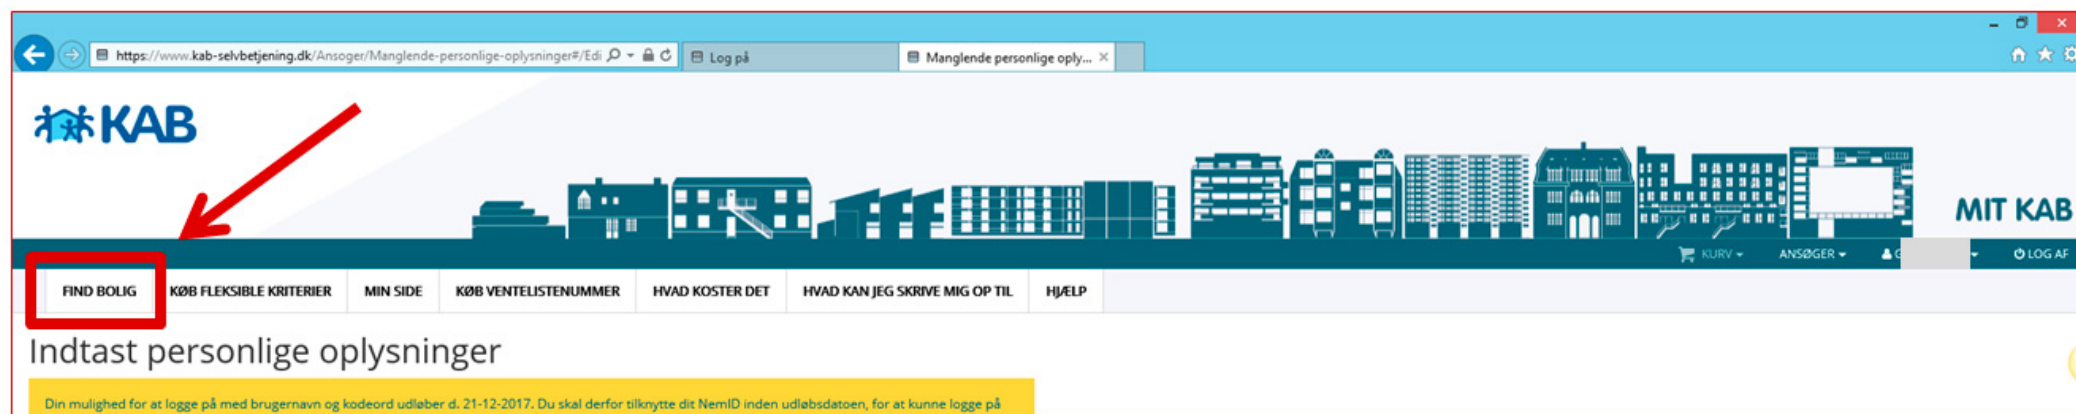 https://www.kab-selvbetjening.dk/Ansoger/Manglende-personlige-oplysninger#/Edi
Log på
Manglende personlige oply...
KAB
MIT KAB
KURV
ANSØGER
LOG AF
FIND BOLIG
KØB FLEKSIBLE KRITERIER
MIN SIDE
KØB VENTELISTENUMMER
HVAD KOSTER DET
HVAD KAN JEG SKRIVE MIG OP TIL
HJÆLP
Indtast personlige oplysninger
Din mulighed for at logge på med brugernavn og kodeord udløber d. 21-12-2017. Du skal derfor tilknytte dit NemID inden udløbsdatoen, for at kunne logge på